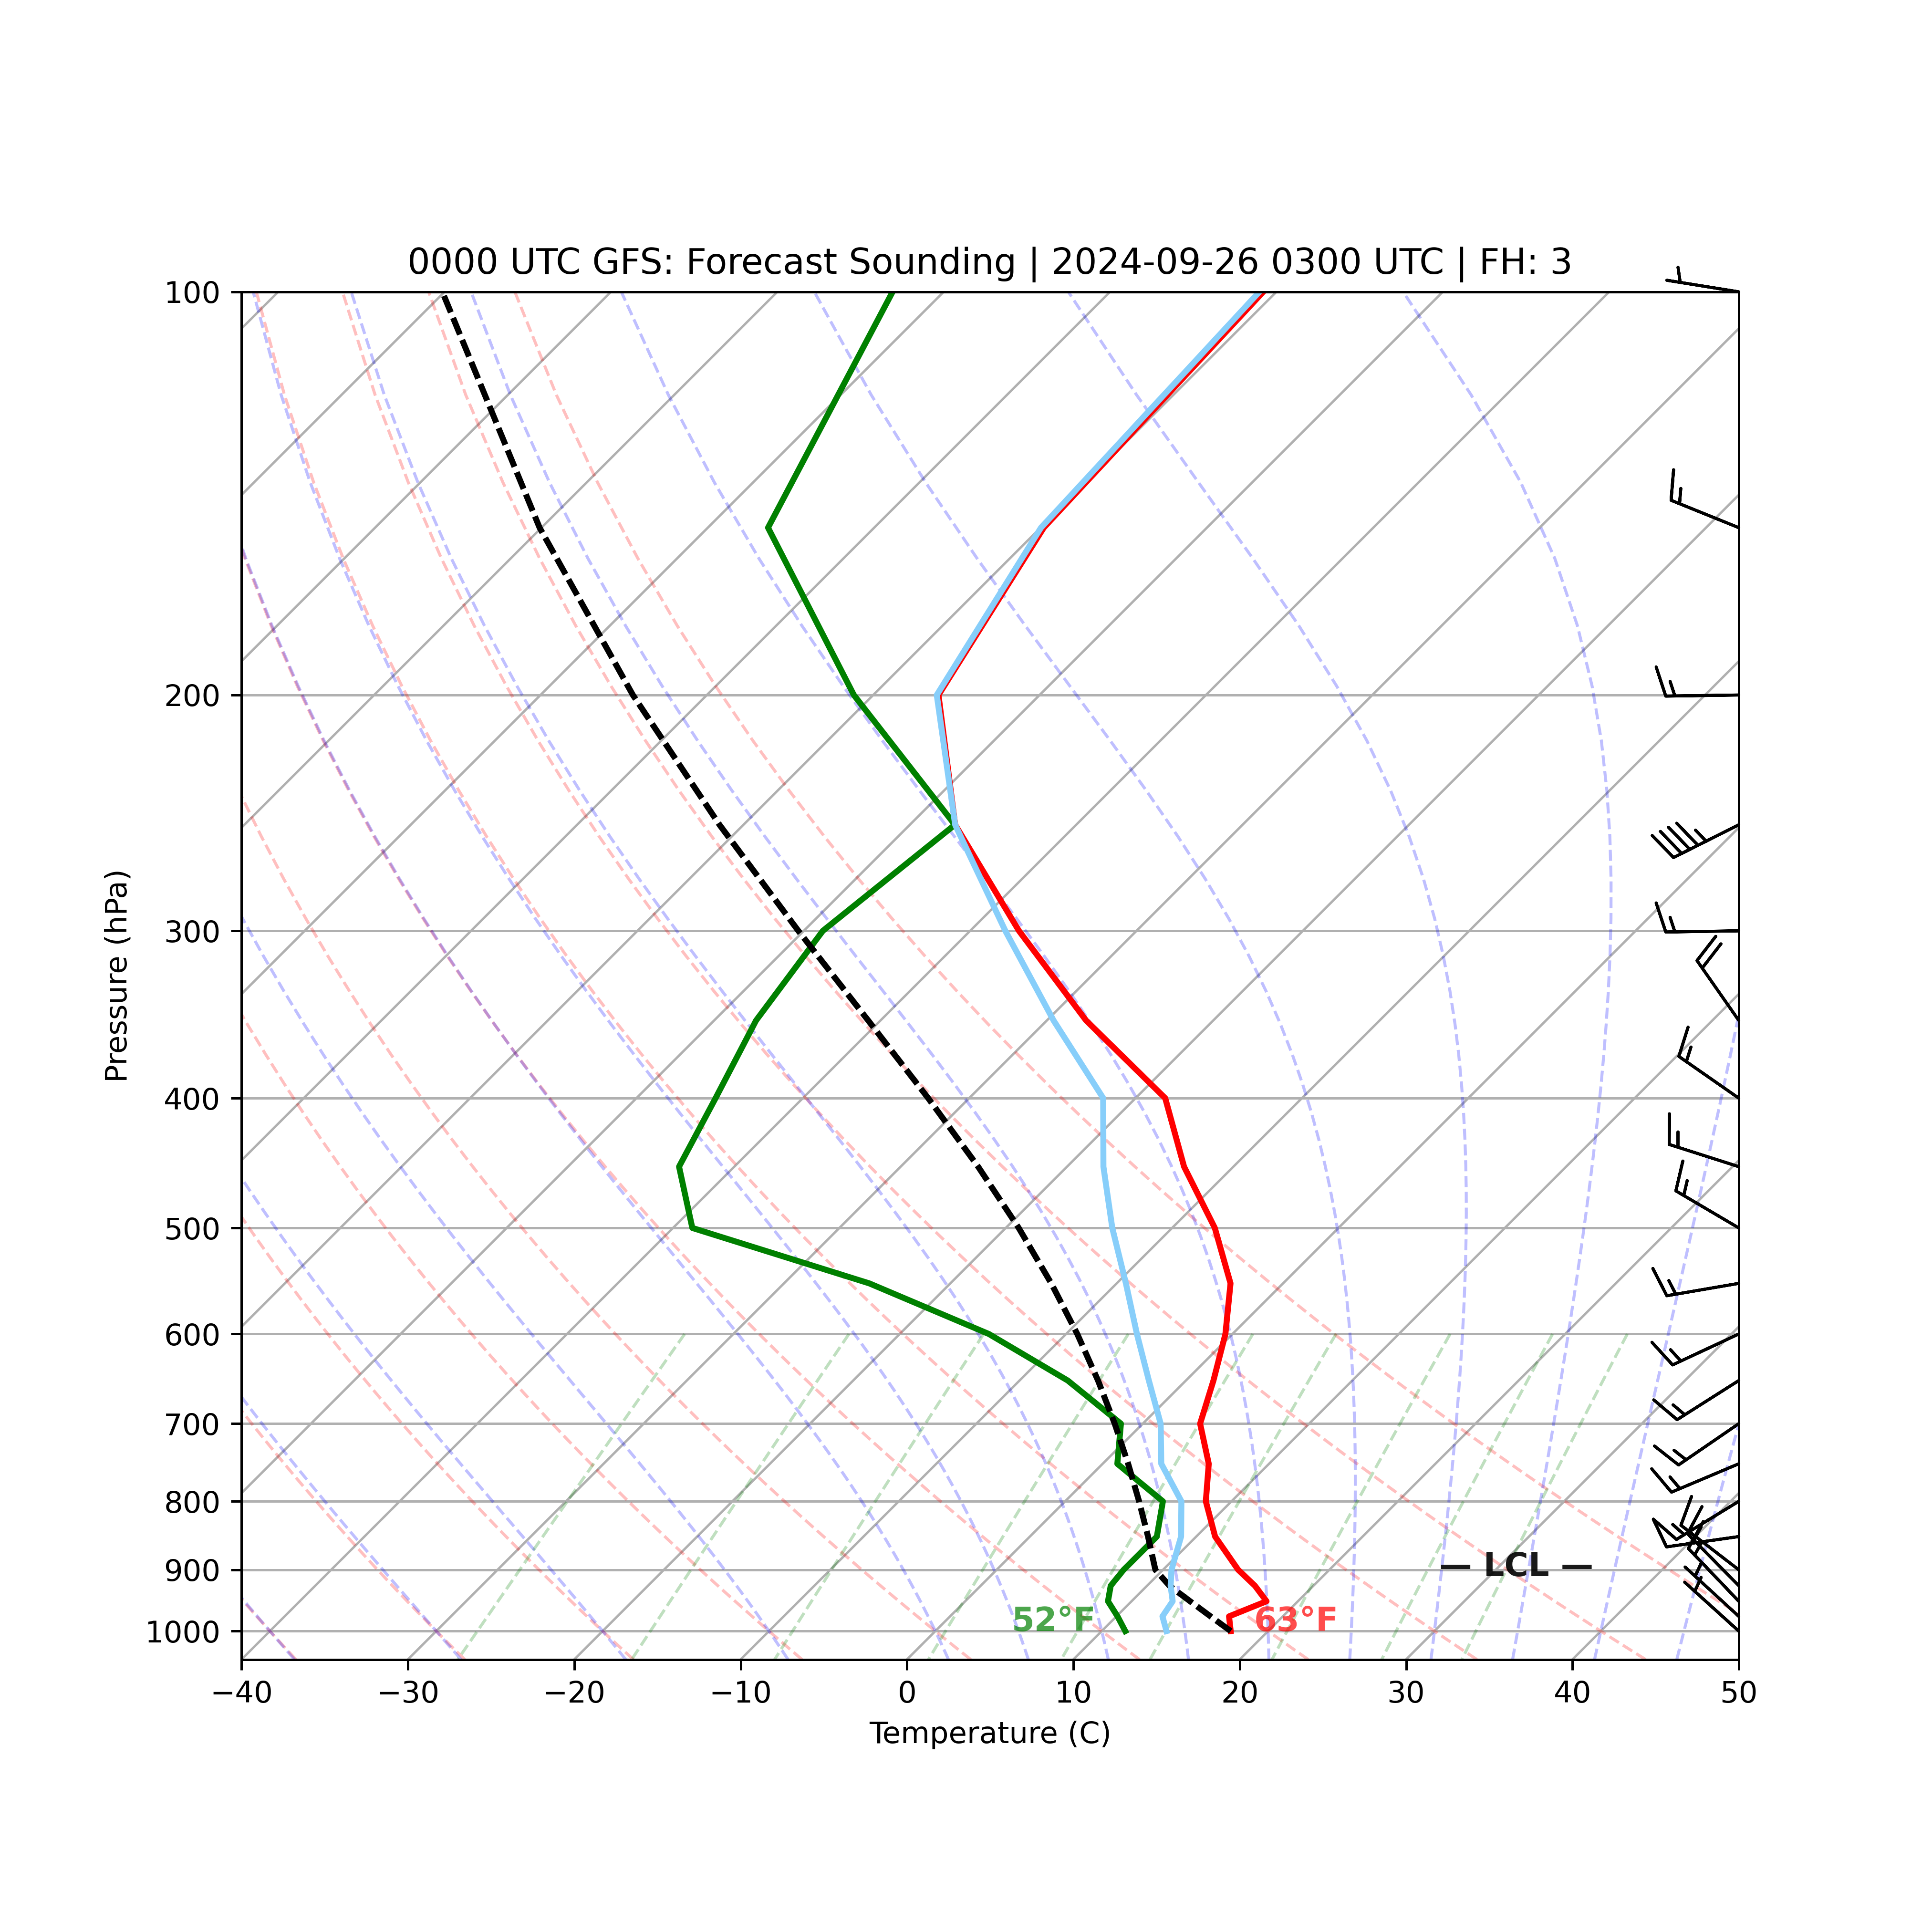 0000 UTC GFS: Forecast Sounding | 2024-09-26 0300 UTC | FH: 3
100
200
300
400
500
600
700
800
900
1000
Pressure (hPa)
— LCL —
52°F
63°F
−40 −30 −20 −10 0 10 20 30 40 50
Temperature (C)